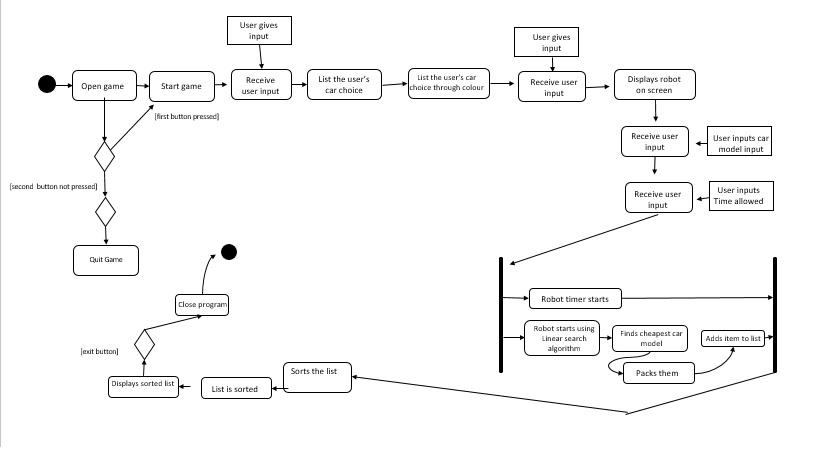 User gives
input
User gives
input
Open game
Start game
Receive
user input
List the user's
car choice
List the user's car
choice through colour
Receive user
input
Displays robot
on screen
[first button pressed]
Receive user
input
User inputs car
model input
[second button not pressed]
Receive user
input
User inputs
Time allowed
Quit Game
Robot timer starts
Close program
Robot starts using
Linear search
algorithm
Finds cheapest car
model
Adds item to list
[exit button]
Packs them
Sorts the list
List is sorted
Displays sorted list